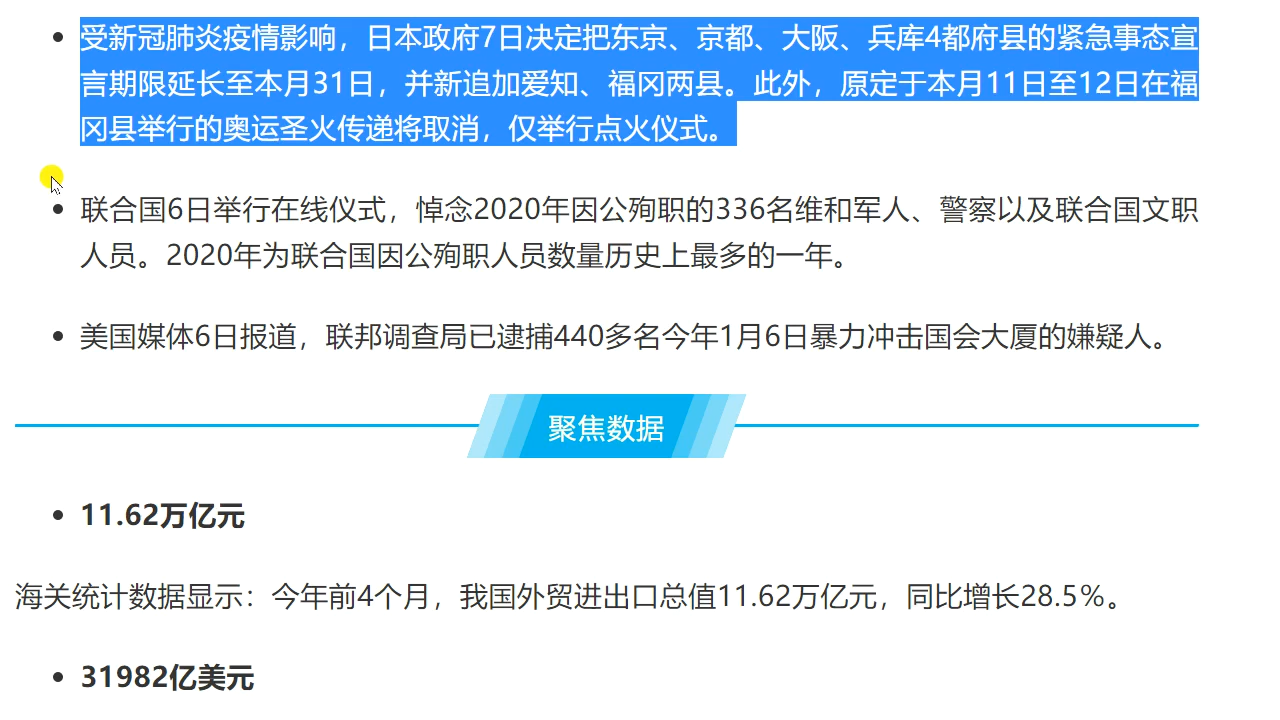 受新冠肺炎疫情影响，日本政府7日决定把东京、京都、大阪、兵库4都府县的紧急事态宣
言期限延长至本月31日，并新追加爱知、福冈两县。此外，原定于本月11日至12日在福
冈县举行的奥运圣火传递将取消，仅举行点火仪式。
联合国6日举行在线仪式，悼念2020年因公殉职的336名维和军人、警察以及联合国文职
人员。2020年为联合国因公殉职人员数量历史上最多的一年。
美国媒体6日报道，联邦调查局已逮捕440多名今年1月6日暴力冲击国会大厦的嫌疑人。
聚焦数据
11.62万亿元
海关统计数据显示：今年前4个月，我国外贸进出口总值11.62万亿元，同比增长28.5%。
31982亿美元